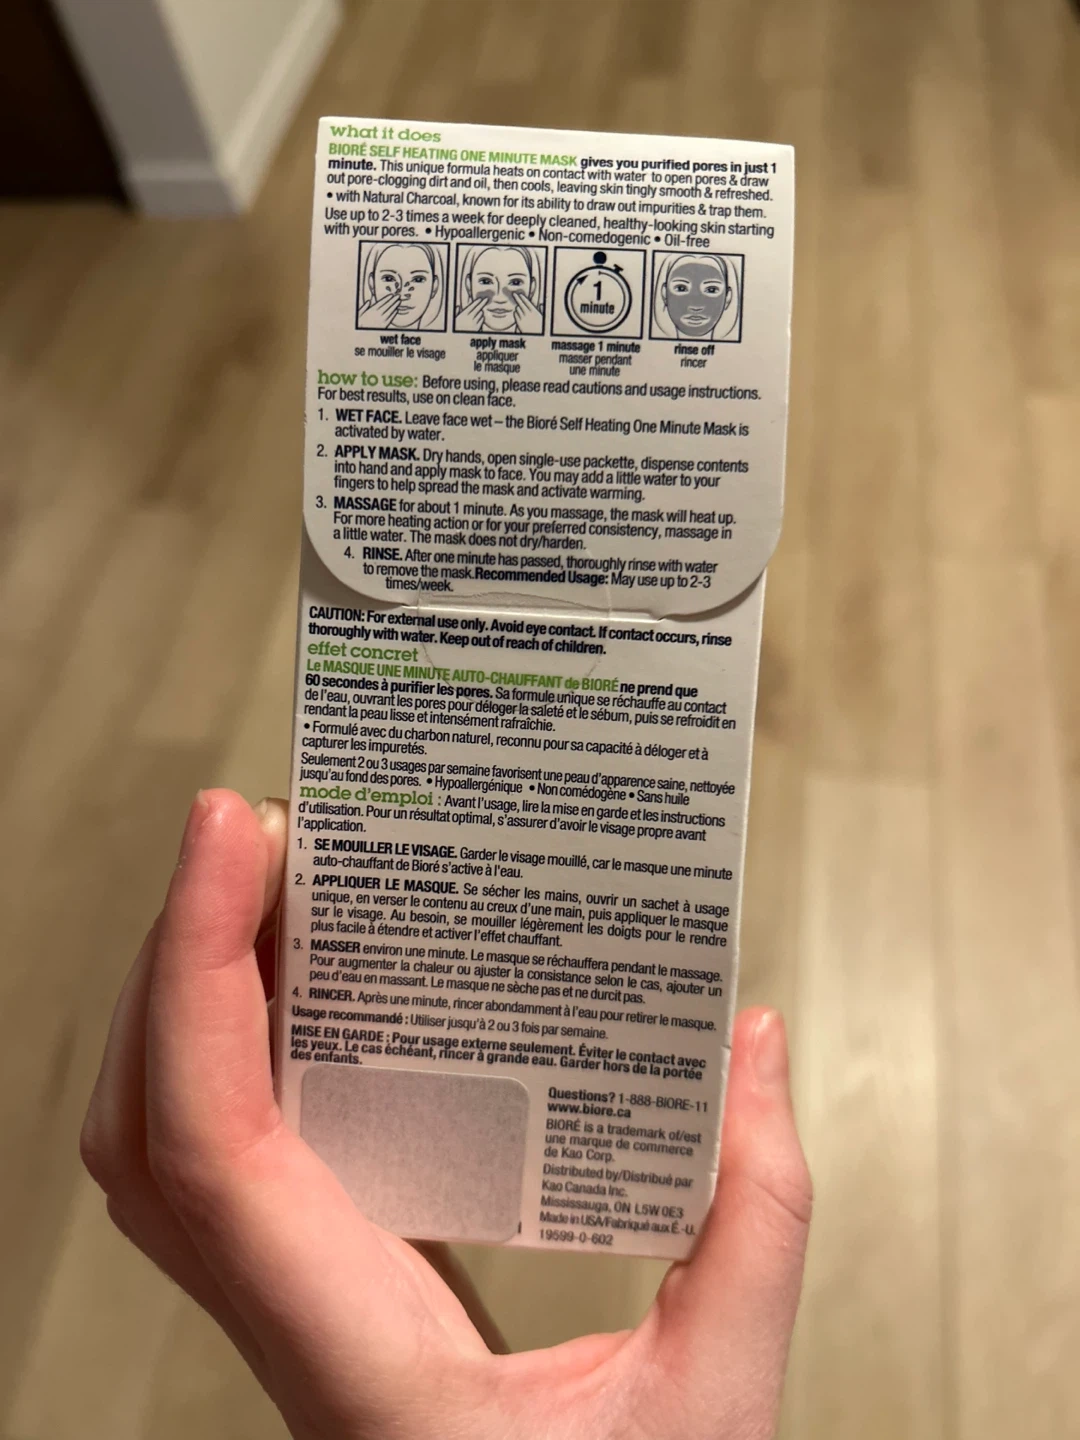 what it does
BIORÉ SELF HEATING ONE MINUTE MASK gives you purified pores in just 1
minute. This unique formula heats on contact with water to open pores & draw
out pore-clogging dirt and oil, then cools, leaving skin tingly smooth & refreshed.
• with Natural Charcoal, known for its ability to draw out impurities & trap them.
Use up to 2-3 times a week for deeply cleaned, healthy-looking skin starting
with your pores. • Hypoallergenic • Non-comedogenic • Oil-free
1
minute
wet face
se mouiller le visage
apply mask
appliquer
le masque
massage 1 minute
masser pendant
une minute
rinse off
rincer
how to use: Before using, please read cautions and usage instructions.
For best results, use on clean face.
1. WET FACE. Leave face wet – the Bioré Self Heating One Minute Mask is
activated by water.
2. APPLY MASK. Dry hands, open single-use packette, dispense contents
into hand and apply mask to face. You may add a little water to your
fingers to help spread the mask and activate warming.
3. MASSAGE for about 1 minute. As you massage, the mask will heat up.
For more heating action or for your preferred consistency, massage in
a little water. The mask does not dry/harden.
4. RINSE. After one minute has passed, thoroughly rinse with water
to remove the mask.Recommended Usage: May use up to 2-3
times/week.
CAUTION: For external use only. Avoid eye contact. If contact occurs, rinse
thoroughly with water. Keep out of reach of children.
effet concret
Le MASQUE UNE MINUTE AUTO-CHAUFFANT de BIORÉ ne prend que
60 secondes à purifier les pores. Sa formule unique se réchauffe au contact
de l'eau, ouvrant les pores pour déloger la saleté et le sébum, puis se refroidit en
rendant la peau lisse et intensément rafraîchie.
• Formulé avec du charbon naturel, reconnu pour sa capacité à déloger et à
capturer les impuretés.
Seulement 2 ou 3 usages par semaine favorisent une peau d'apparence saine, nettoyée
jusqu'au fond des pores. • Hypoallergénique • Non comédogène • Sans huile
mode d'emploi : Avant l'usage, lire la mise en garde et les instructions
d'utilisation. Pour un résultat optimal, s'assurer d'avoir le visage propre avant
l'application.
1. SE MOUILLER LE VISAGE. Garder le visage mouillé, car le masque une minute
auto-chauffant de Bioré s'active à l'eau.
2. APPLIQUER LE MASQUE. Se sécher les mains, ouvrir un sachet à usage
unique, en verser le contenu au creux d'une main, puis appliquer le masque
sur le visage. Au besoin, se mouiller légèrement les doigts pour le rendre
plus facile à étendre et activer l'effet chauffant.
3. MASSER environ une minute. Le masque se réchauffera pendant le massage.
Pour augmenter la chaleur ou ajuster la consistance selon le cas, ajouter un
peu d'eau en massant. Le masque ne sèche pas et ne durcit pas.
4. RINCER. Après une minute, rincer abondamment à l'eau pour retirer le masque.
Usage recommandé : Utiliser jusqu'à 2 ou 3 fois par semaine.
MISE EN GARDE : Pour usage externe seulement. Éviter le contact avec
les yeux. Le cas échéant, rincer à grande eau. Garder hors de la portée
des enfants.
Questions? 1-888-BIORE-11
www.biore.ca
BIORÉ is a trademark of/est
une marque de commerce
de Kao Corp.
Distributed by/Distribué par
Kao Canada Inc.
Mississauga, ON L5W 0E3
Made in USA/Fabriqué aux É.-U.
19599-0-602